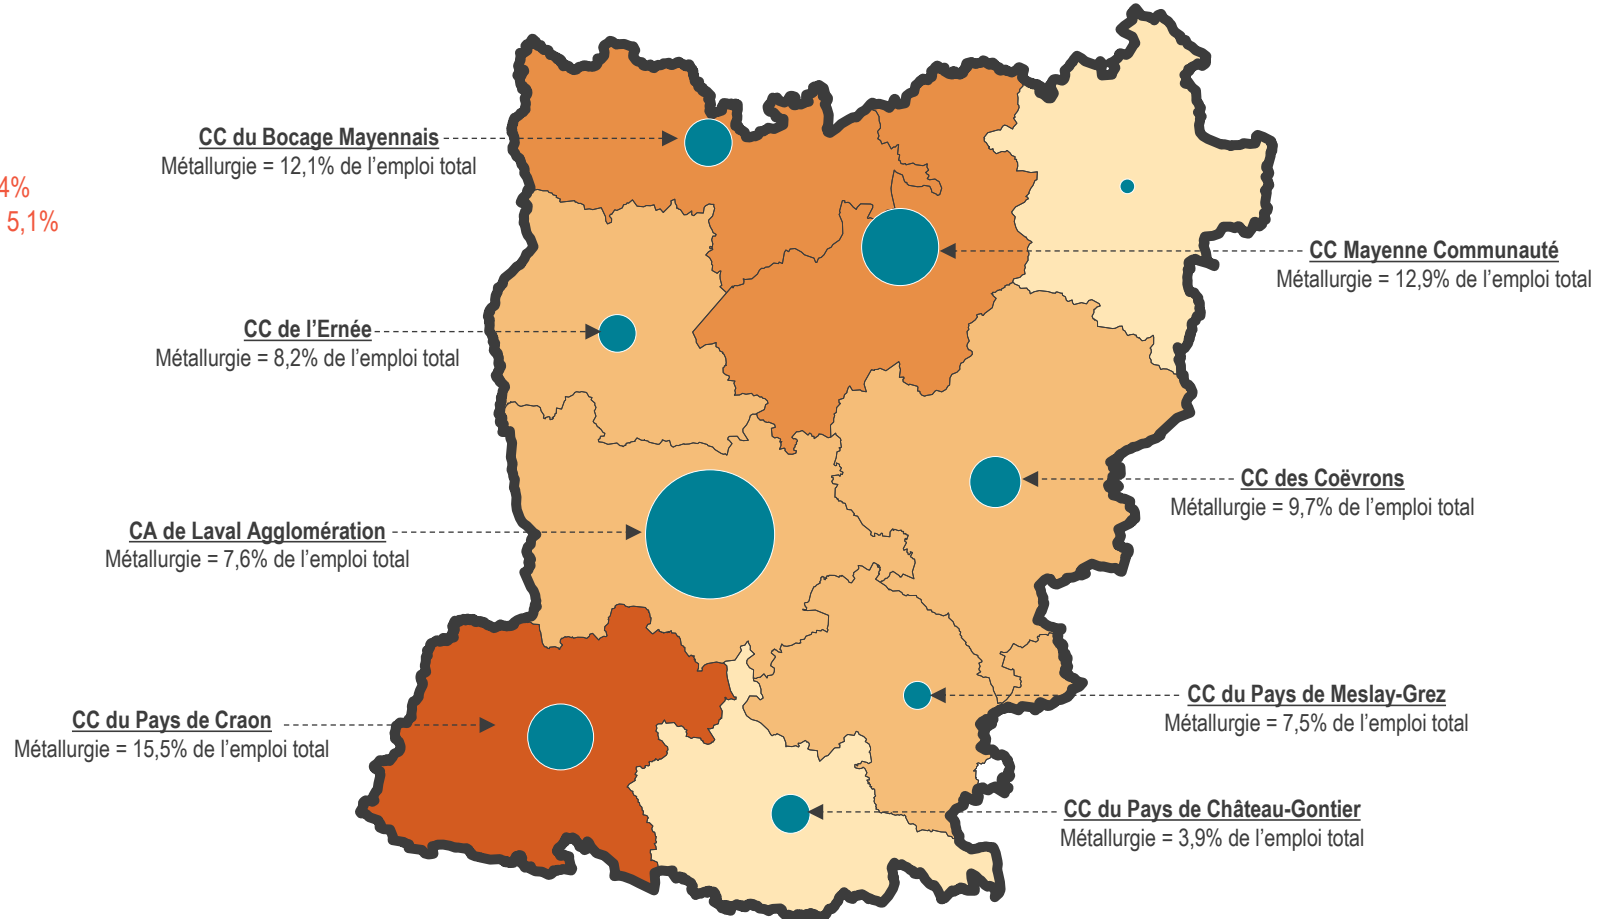 CC du Bocage Mayennais
Métallurgie = 12,1% de l’emploi total
4%
5,1%
CC Mayenne Communauté
Métallurgie = 12,9% de l’emploi total
CC de l’Ernée
Métallurgie = 8,2% de l’emploi total
CC des Coëvrons
Métallurgie = 9,7% de l’emploi total
CA de Laval Agglomération
Métallurgie = 7,6% de l’emploi total
CC du Pays de Meslay-Grez
Métallurgie = 7,5% de l’emploi total
CC du Pays de Craon
Métallurgie = 15,5% de l’emploi total
CC du Pays de Château-Gontier
Métallurgie = 3,9% de l’emploi total